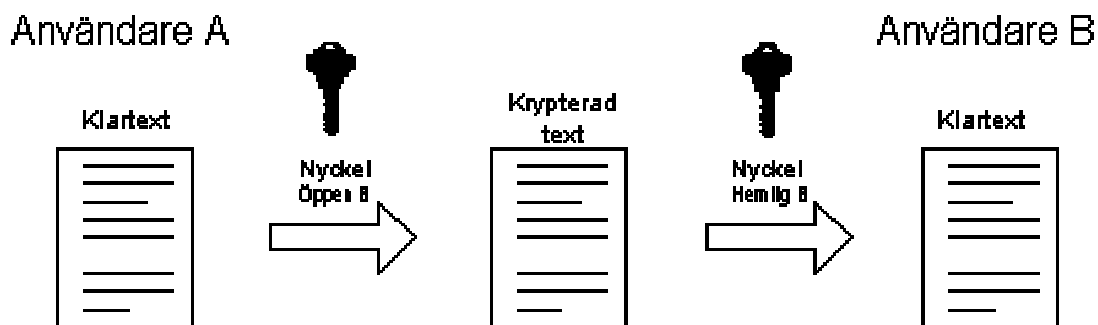 Användare A
Användare B
Klartext
Nyckel
Öppen B
Krypterad
text
Nyckel
Hemlig B
Klartext